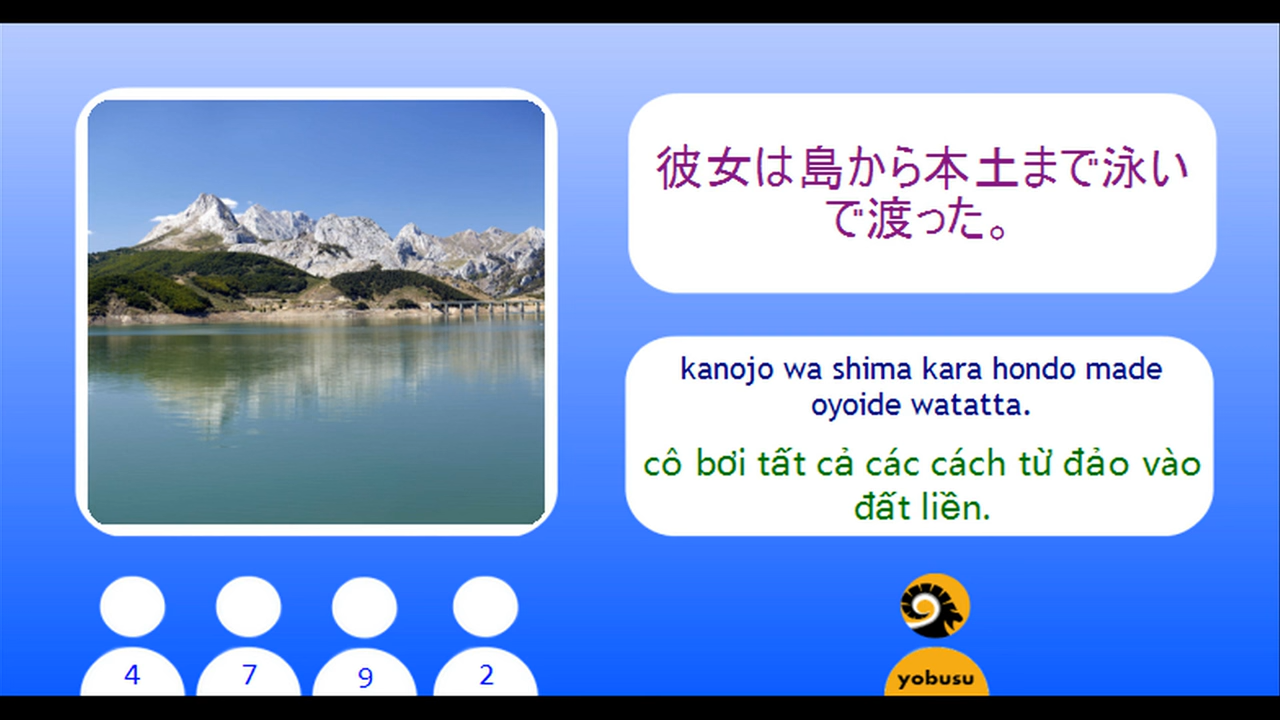 彼女は島から本土まで泳い
で渡った。
kanojo wa shima kara hondo made
oyoide watatta.
cô bơi tất cả các cách từ đảo vào
đất liền.
4 7 9 2
yobusu